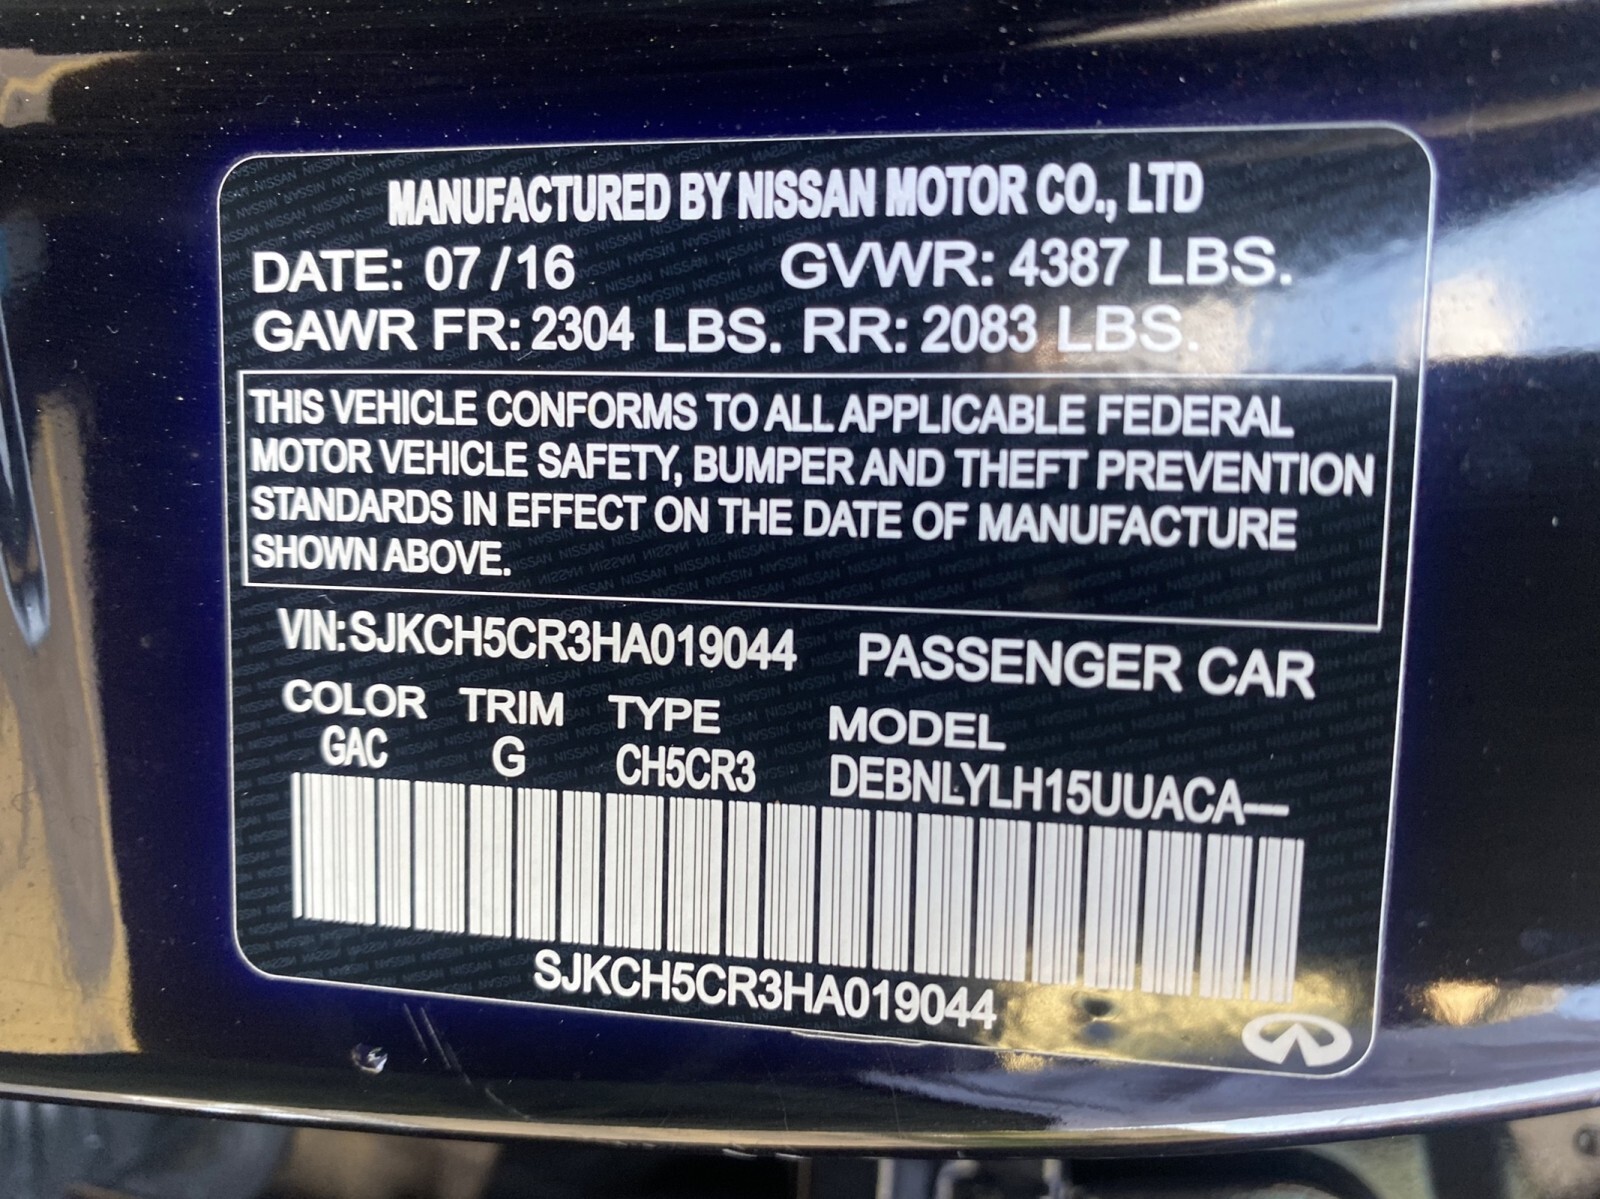 MANUFACTURED BY NISSAN MOTOR CO., LTD
DATE: 07 / 16 GVWR: 4387 LBS.
GAWR FR: 2304 LBS. RR: 2083 LBS.
THIS VEHICLE CONFORMS TO ALL APPLICABLE FEDERAL
MOTOR VEHICLE SAFETY, BUMPER AND THEFT PREVENTION
STANDARDS IN EFFECT ON THE DATE OF MANUFACTURE
SHOWN ABOVE.
VIN: SJKCH5CR3HA019044 PASSENGER CAR
COLOR TRIM TYPE MODEL
GAC G CH5CR3 DEBNLYLH15UUACA—
SJKCH5CR3HA019044